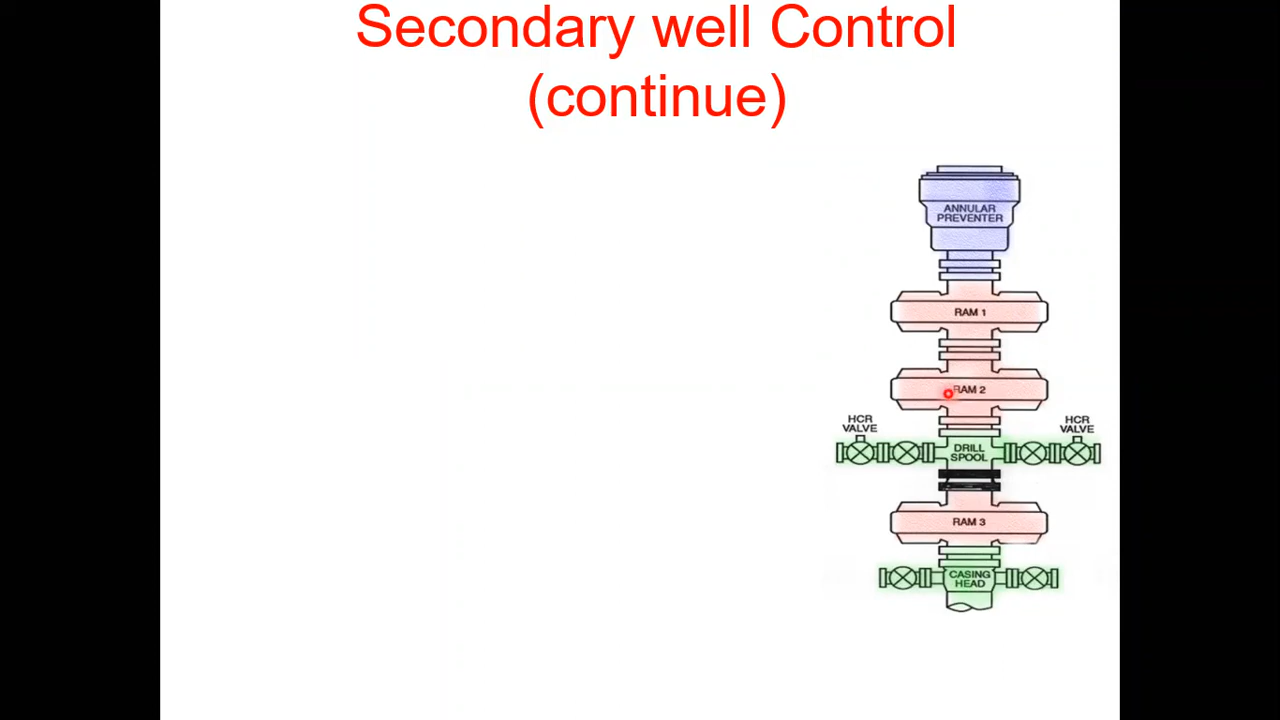 Secondary well Control
(continue)
ANNULAR
PREVENTER
RAM 1
RAM 2
HCR
VALVE
HCR
VALVE
DRILL
SPOOL
RAM 3
CASING
HEAD